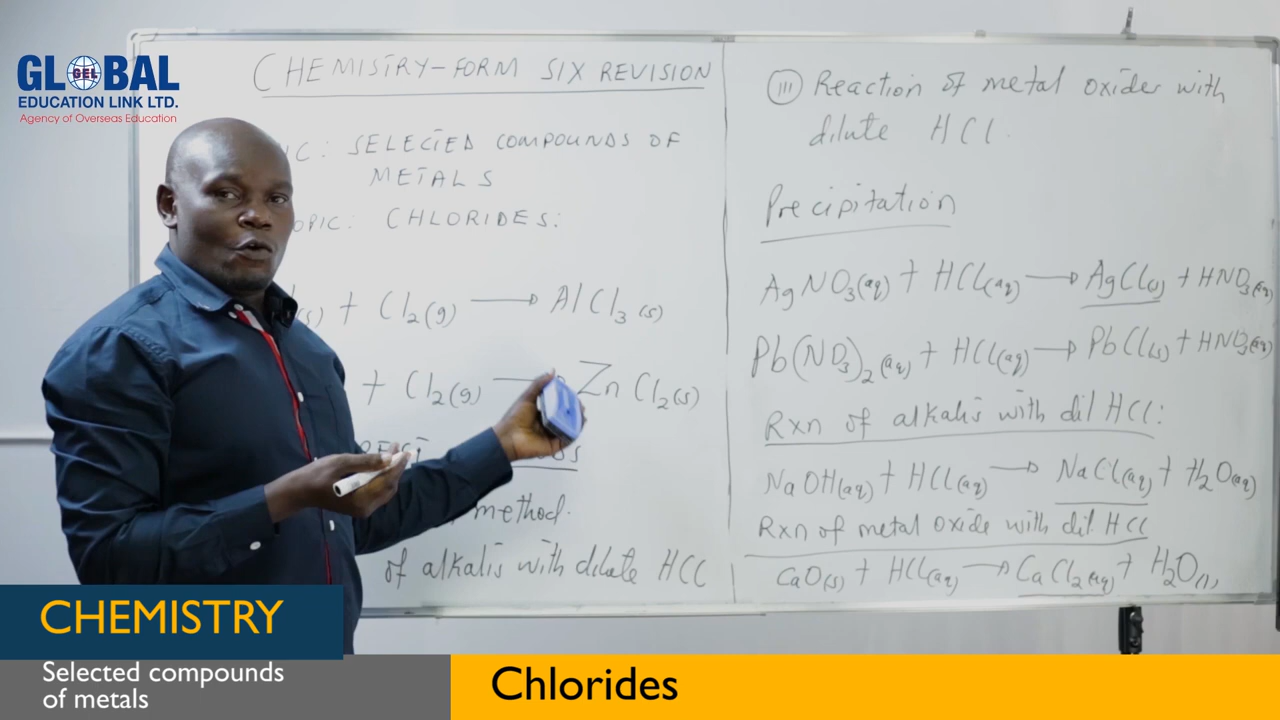 GLOBAL
GEL
EDUCATION LINK LTD.
Agency of Overseas Education
CHEMISTRY-FORM SIX REVISION
IC: SELECTED COMPOUNDS OF
METALS
OPIC: CHLORIDES:
(s) + Cl2(g) → AlCl3(s)
+ Cl2(g) → ZnCl2(s)
method.
of alkalis with dilute HCl
(III) Reaction of metal oxides with
dilute HCl.
Precipitation
AgNO3(aq) + HCl(aq) → AgCl(s) + HNO3(aq)
Pb(NO3)2(aq) + HCl(aq) → PbCl(s) + HNO3(aq)
Rxn of alkalis with dil HCl:
NaOH(aq) + HCl(aq) → NaCl(aq) + H2O(aq)
Rxn of metal oxide with dil HCl
CaO(s) + HCl(aq) → CaCl2(aq) + H2O(l)
CHEMISTRY
Selected compounds
of metals
Chlorides